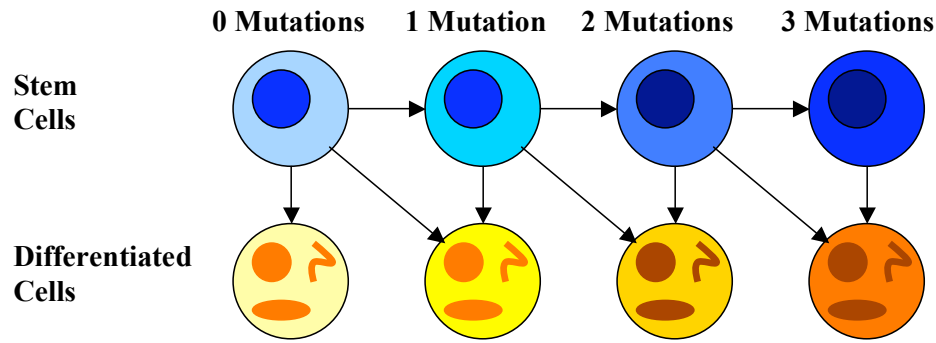 0 Mutations 1 Mutation 2 Mutations 3 Mutations
Stem
Cells
Differentiated
Cells